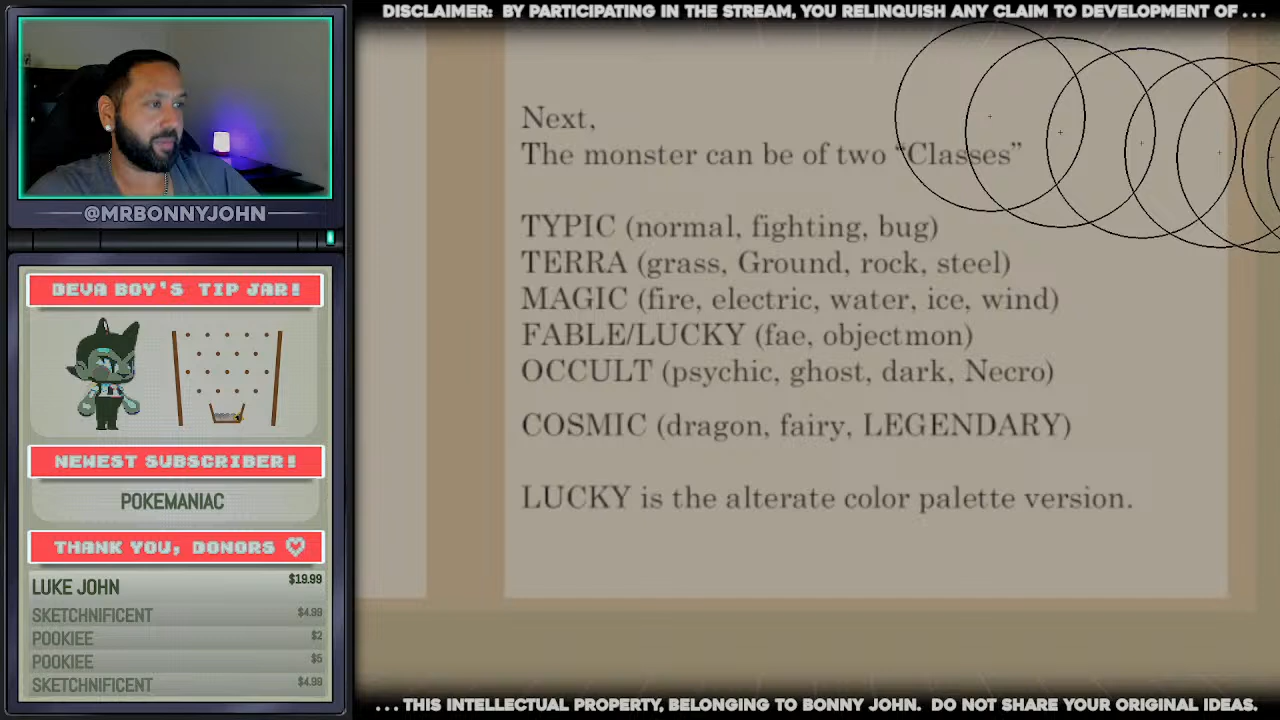 DISCLAIMER: BY PARTICIPATING IN THE STREAM, YOU RELINQUISH ANY CLAIM TO DEVELOPMENT OF . . .
@MRBONNYJOHN
DEVA BOY'S TIP JAR!
NEWEST SUBSCRIBER!
POKEMANIAC
THANK YOU, DONORS
LUKE JOHN $19.99
SKETCHNIFICENT $4.99
POOKIEE $2
POOKIEE $5
SKETCHNIFICENT $4.99
Next,
The monster can be of two “Classes”
TYPIC (normal, fighting, bug)
TERRA (grass, Ground, rock, steel)
MAGIC (fire, electric, water, ice, wind)
FABLE/LUCKY (fae, objectmon)
OCCULT (psychic, ghost, dark, Necro)
COSMIC (dragon, fairy, LEGENDARY)
LUCKY is the alterate color palette version.
. . . THIS INTELLECTUAL PROPERTY, BELONGING TO BONNY JOHN. DO NOT SHARE YOUR ORIGINAL IDEAS.